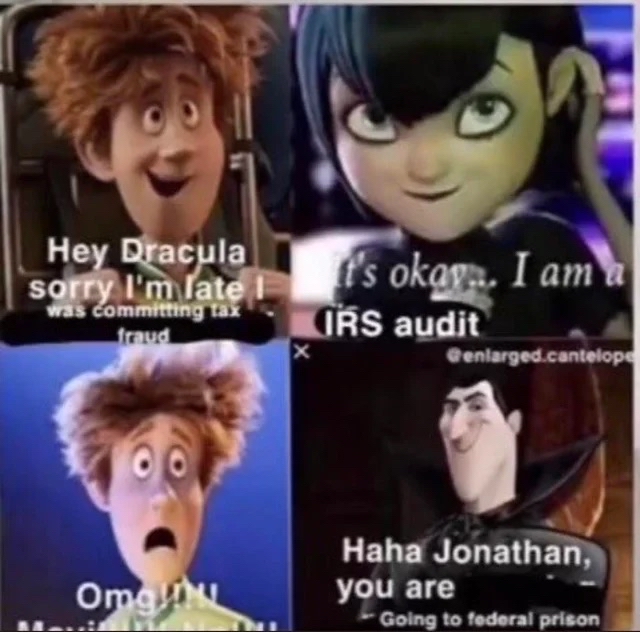 Hey Dracula
sorry I'm late I
was committing tax
fraud
It's okay... I am a
IRS audit
@enlarged.cantelope
Omg!!!!!
Haha Jonathan,
you are
Going to federal prison